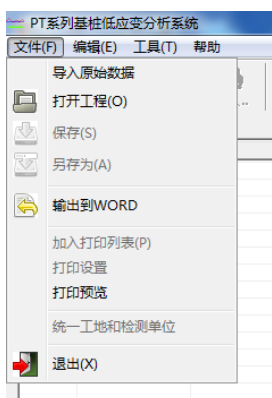 PT系列基桩低应变分析系统
文件(F) 编辑(E) 工具(T) 帮助
导入原始数据
打开工程(O)
保存(S)
另存为(A)
输出到WORD
加入打印列表(P)
打印设置
打印预览
统一工地和检测单位
退出(X)